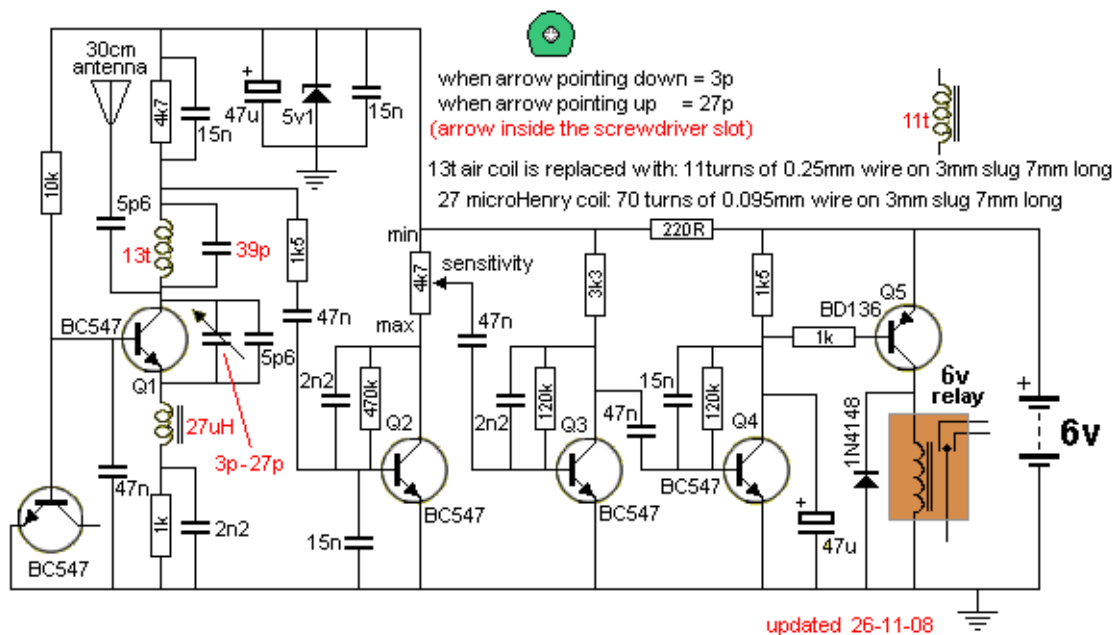 30cm
antenna
when arrow pointing down = 3p
when arrow pointing up = 27p
(arrow inside the screwdriver slot)
11t
13t air coil is replaced with: 11turns of 0.25mm wire on 3mm slug 7mm long
27 microHenry coil: 70 turns of 0.095mm wire on 3mm slug 7mm long
4k7
15n
+
47u
5v1
15n
10k
5p6
13t
39p
1k5
min
4k7
sensitivity
max
220R
3k3
1k5
Q5
BD136
1k
BC547
Q1
5p6
47n
47n
27uH
3p-27p
2n2
470k
Q2
BC547
2n2
120k
47n
Q3
BC547
15n
120k
Q4
BC547
6v
relay
1N4148
+
6v
47n
BC547
1k
2n2
15n
+
47u
updated 26-11-08